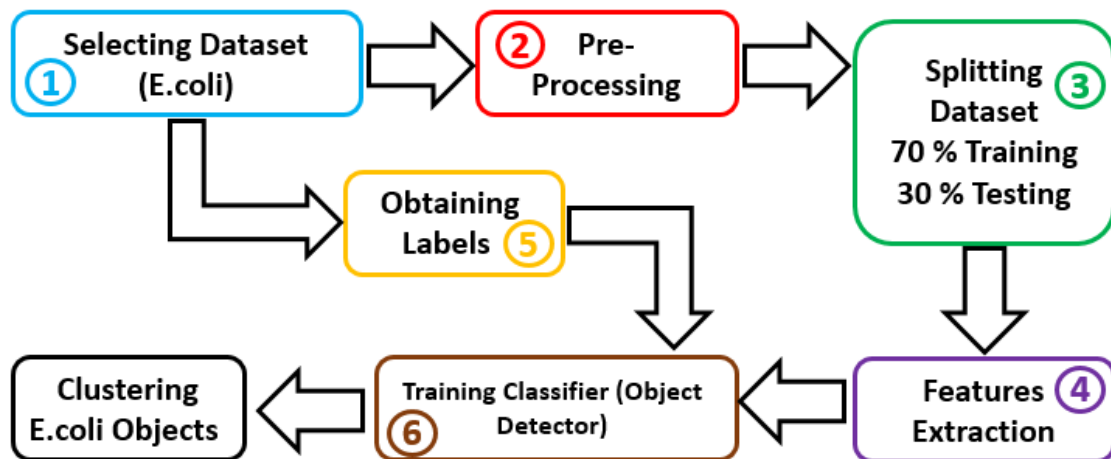 Selecting Dataset
(E.coli)
1
2
Pre-
Processing
Splitting
Dataset
70 % Training
30 % Testing
3
Obtaining
Labels
5
Clustering
E.coli Objects
Training Classifier (Object
Detector)
6
Features
Extraction
4